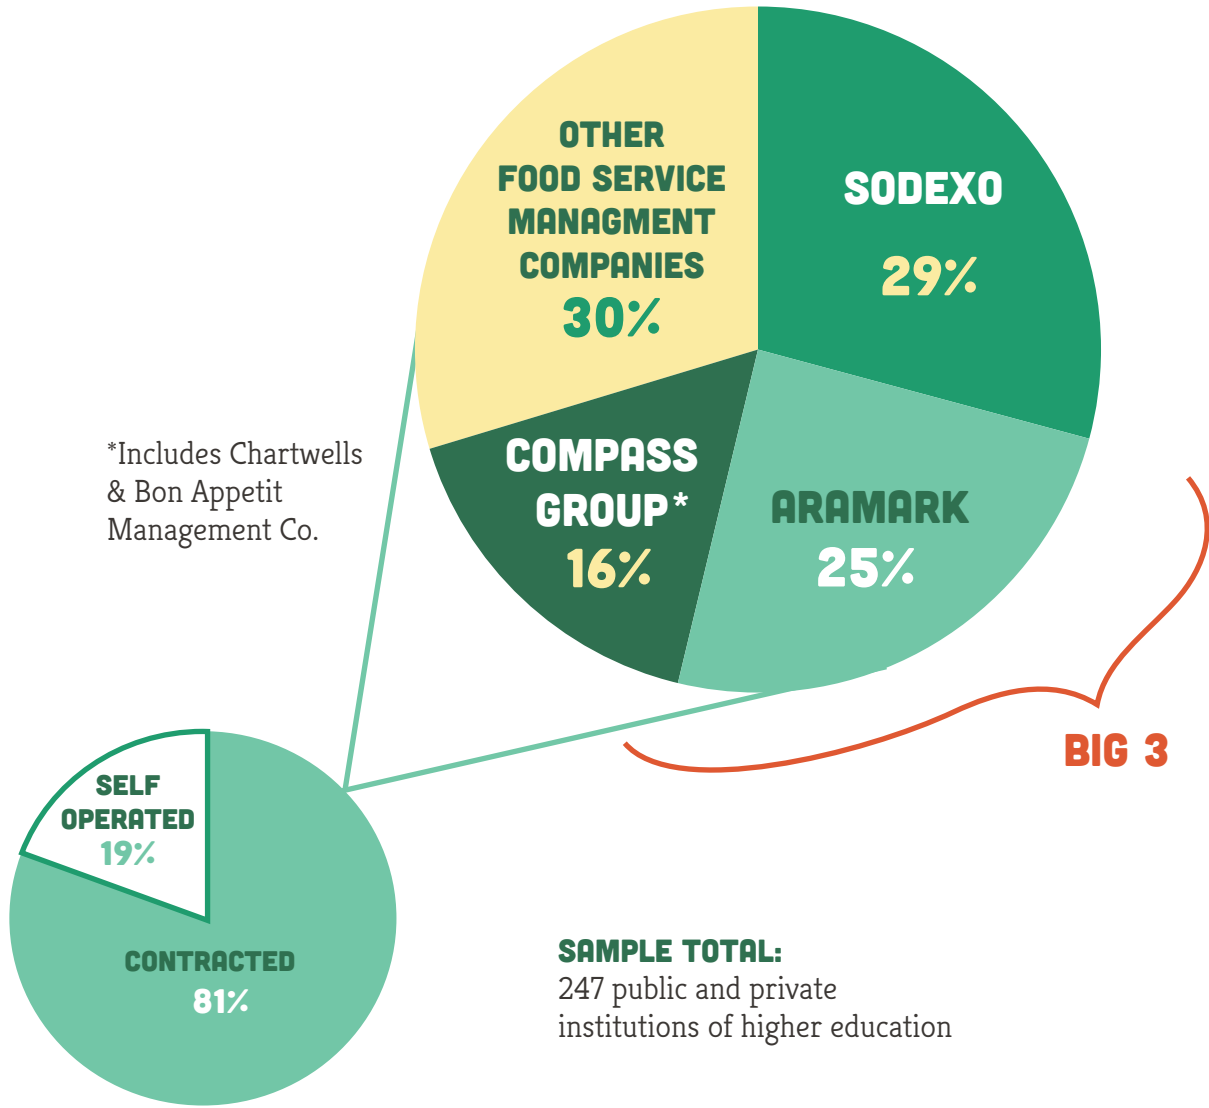 OTHER
FOOD SERVICE
MANAGMENT
COMPANIES
30%
SODEXO
29%
COMPASS
GROUP*
16%
ARAMARK
25%
*Includes Chartwells
& Bon Appetit
Management Co.
BIG 3
SELF
OPERATED
19%
CONTRACTED
81%
SAMPLE TOTAL:
247 public and private
institutions of higher education